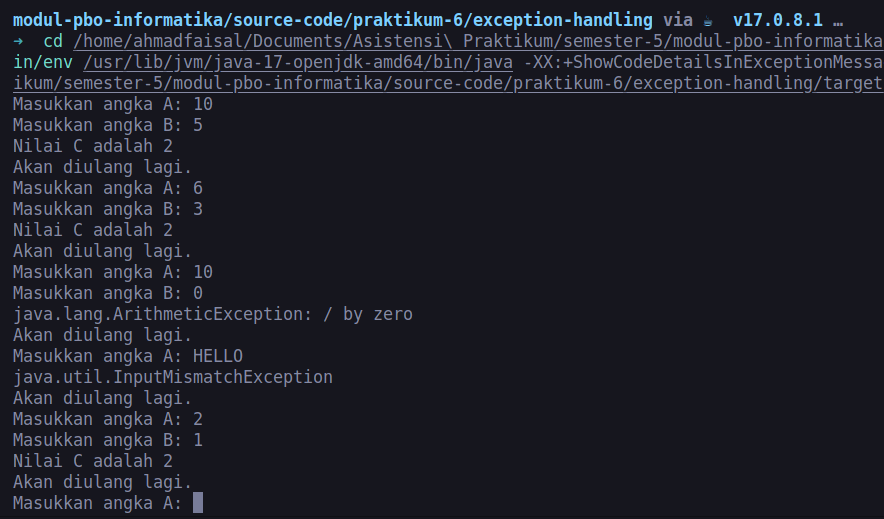 modul-pbo-informatika/source-code/praktikum-6/exception-handling via ☕ v17.0.8.1 …
➜ cd /home/ahmadfaisal/Documents/Asistensi\ Praktikum/semester-5/modul-pbo-informatika
in/env /usr/lib/jvm/java-17-openjdk-amd64/bin/java -XX:+ShowCodeDetailsInExceptionMessa
ikum/semester-5/modul-pbo-informatika/source-code/praktikum-6/exception-handling/target
Masukkan angka A: 10
Masukkan angka B: 5
Nilai C adalah 2
Akan diulang lagi.
Masukkan angka A: 6
Masukkan angka B: 3
Nilai C adalah 2
Akan diulang lagi.
Masukkan angka A: 10
Masukkan angka B: 0
java.lang.ArithmeticException: / by zero
Akan diulang lagi.
Masukkan angka A: HELLO
java.util.InputMismatchException
Akan diulang lagi.
Masukkan angka A: 2
Masukkan angka B: 1
Nilai C adalah 2
Akan diulang lagi.
Masukkan angka A: